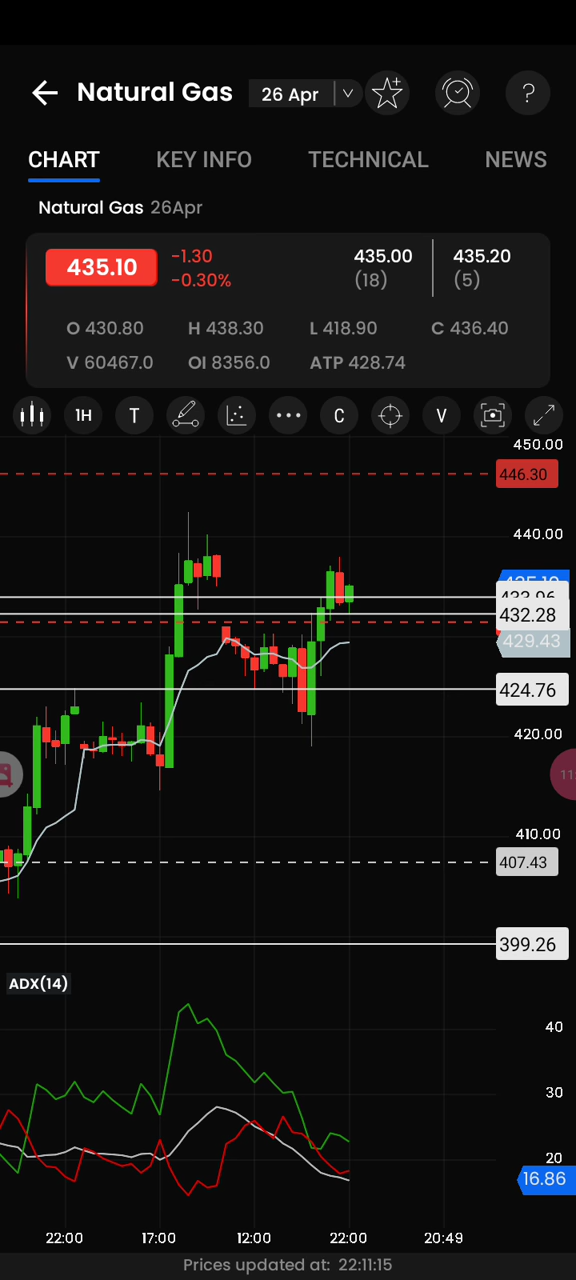 Natural Gas 26 Apr ?
CHART KEY INFO TECHNICAL NEWS
Natural Gas 26Apr
435.10 -1.30 435.00 435.20
-0.30% (18) (5)
O 430.80 H 438.30 L 418.90 C 436.40
V 60467.0 OI 8356.0 ATP 428.74
1H T C V
450.00
446.30
440.00
432.28
429.43
424.76
420.00
410.00
407.43
399.26
ADX(14)
40
30
20
16.86
22:00 17:00 12:00 22:00 20:49
Prices updated at: 22:11:15